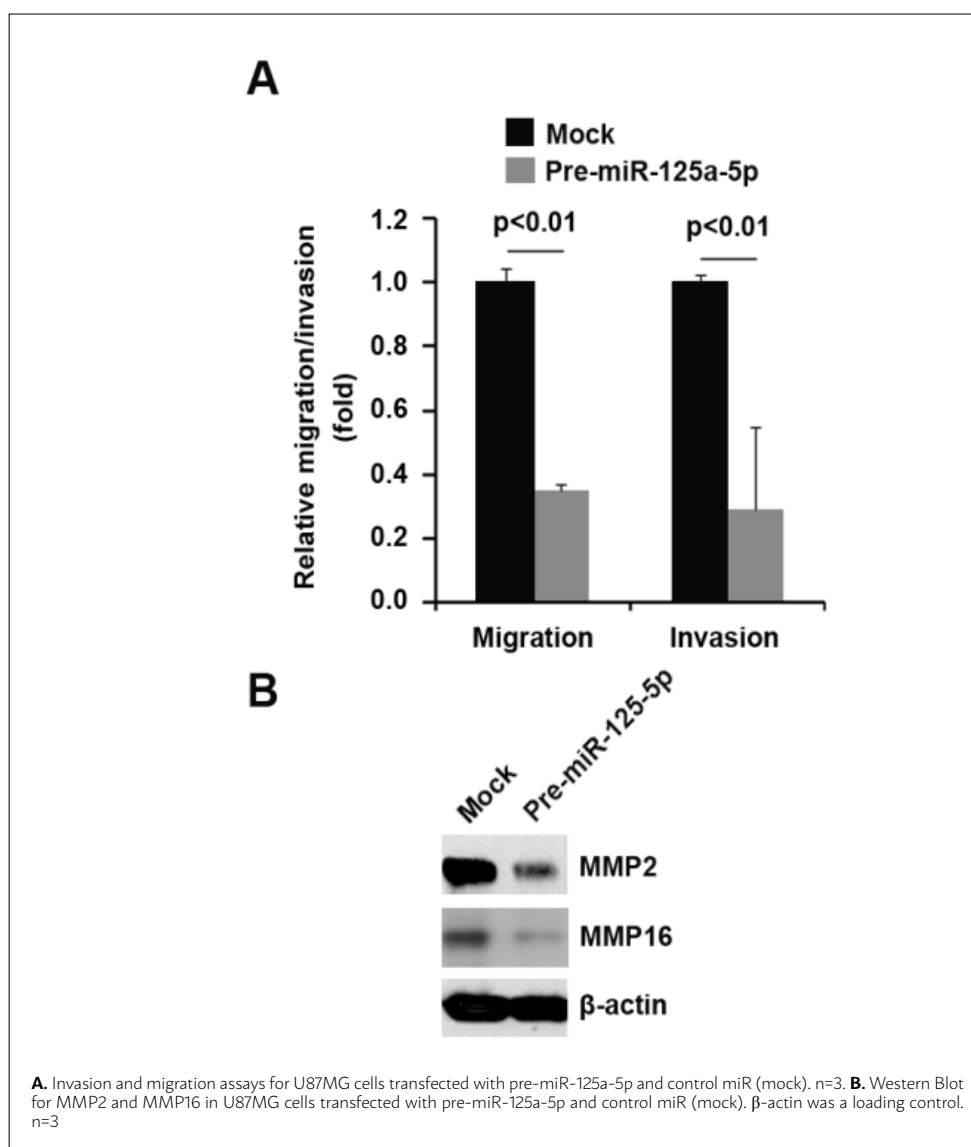 A
Mock
Pre-miR-125a-5p
Relative migration/invasion
(fold)
1.2
1.0
0.8
0.6
0.4
0.2
0.0
p<0.01
p<0.01
Migration
Invasion
B
Mock
Pre-miR-125-5p
MMP2
MMP16
β-actin
A. Invasion and migration assays for U87MG cells transfected with pre-miR-125a-5p and control miR (mock). n=3. B. Western Blot
for MMP2 and MMP16 in U87MG cells transfected with pre-miR-125a-5p and control miR (mock). β-actin was a loading control.
n=3